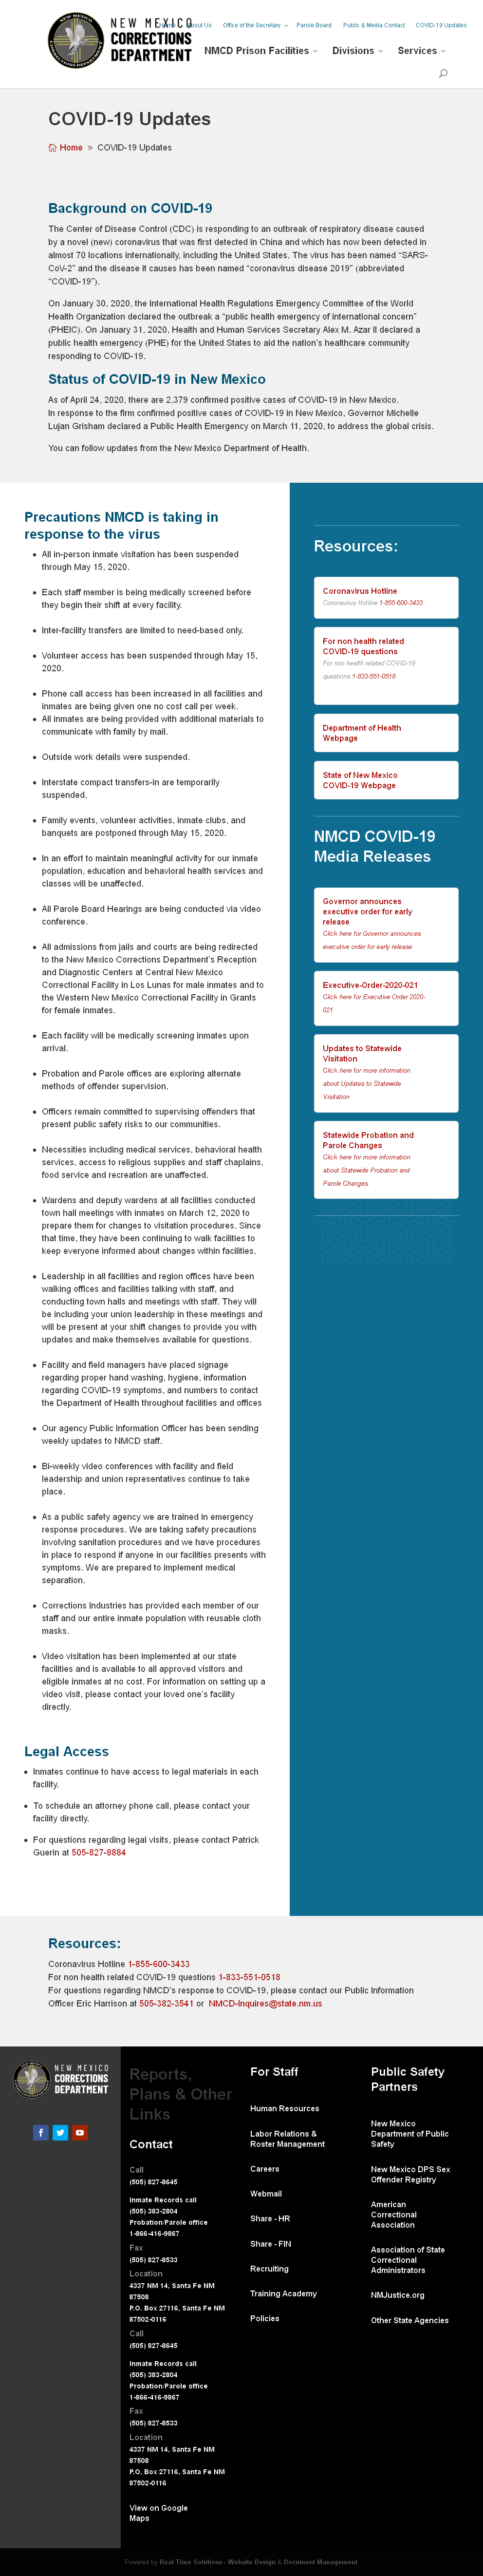 NEW MEXICO
CORRECTIONS
DEPARTMENT
Home
About Us
Office of the Secretary
Parole Board
Public & Media Contact
COVID-19 Updates
NMCD Prison Facilities
Divisions
Services
COVID-19 Updates
Home » COVID-19 Updates
Background on COVID-19
The Center of Disease Control (CDC) is responding to an outbreak of respiratory disease caused
by a novel (new) coronavirus that was first detected in China and which has now been detected in
almost 70 locations internationally, including the United States. The virus has been named “SARS-
CoV-2” and the disease it causes has been named “coronavirus disease 2019” (abbreviated
“COVID-19”).
On January 30, 2020, the International Health Regulations Emergency Committee of the World
Health Organization declared the outbreak a “public health emergency of international concern”
(PHEIC). On January 31, 2020, Health and Human Services Secretary Alex M. Azar II declared a
public health emergency (PHE) for the United States to aid the nation’s healthcare community
responding to COVID-19.
Status of COVID-19 in New Mexico
As of April 24, 2020, there are 2,379 confirmed positive cases of COVID-19 in New Mexico.
In response to the firm confirmed positive cases of COVID-19 in New Mexico, Governor Michelle
Lujan Grisham declared a Public Health Emergency on March 11, 2020, to address the global crisis.
You can follow updates from the New Mexico Department of Health.
Precautions NMCD is taking in
response to the virus
• All in-person inmate visitation has been suspended
through May 15, 2020.
• Each staff member is being medically screened before
they begin their shift at every facility.
• Inter-facility transfers are limited to need-based only.
• Volunteer access has been suspended through May 15,
2020.
• Phone call access has been increased in all facilities and
inmates are being given one no cost call per week.
• All inmates are being provided with additional materials to
communicate with family by mail.
• Outside work details were suspended.
• Interstate compact transfers-in are temporarily
suspended.
• Family events, volunteer activities, inmate clubs, and
banquets are postponed through May 15, 2020.
• In an effort to maintain meaningful activity for our inmate
population, education and behavioral health services and
classes will be unaffected.
• All Parole Board Hearings are being conducted via video
conference.
• All admissions from jails and courts are being redirected
to the New Mexico Corrections Department’s Reception
and Diagnostic Centers at Central New Mexico
Correctional Facility in Los Lunas for male inmates and to
the Western New Mexico Correctional Facility in Grants
for female inmates.
• Each facility will be medically screening inmates upon
arrival.
• Probation and Parole offices are exploring alternate
methods of offender supervision.
• Officers remain committed to supervising offenders that
present public safety risks to our communities.
• Necessities including medical services, behavioral health
services, access to religious supplies and staff chaplains,
food service and recreation are unaffected.
• Wardens and deputy wardens at all facilities conducted
town hall meetings with inmates on March 12, 2020 to
prepare them for changes to visitation procedures. Since
that time, they have been continuing to walk facilities to
keep everyone informed about changes within facilities.
• Leadership in all facilities and region offices have been
walking offices and facilities talking with staff, and
conducting town halls and meetings with staff. They will
be including your union leadership in these meetings and
will be present at your shift changes to provide you with
updates and make themselves available for questions.
• Facility and field managers have placed signage
regarding proper hand washing, hygiene, information
regarding COVID-19 symptoms, and numbers to contact
the Department of Health throughout facilities and offices
• Our agency Public Information Officer has been sending
weekly updates to NMCD staff.
• Bi-weekly video conferences with facility and field
leadership and union representatives continue to take
place.
• As a public safety agency we are trained in emergency
response procedures. We are taking safety precautions
involving sanitation procedures and we have procedures
in place to respond if anyone in our facilities presents with
symptoms. We are prepared to implement medical
separation.
• Corrections Industries has provided each member of our
staff and our entire inmate population with reusable cloth
masks.
• Video visitation has been implemented at our state
facilities and is available to all approved visitors and
eligible inmates at no cost. For information on setting up a
video visit, please contact your loved one’s facility
directly.
Legal Access
• Inmates continue to have access to legal materials in each
facility.
• To schedule an attorney phone call, please contact your
facility directly.
• For questions regarding legal visits, please contact Patrick
Guerin at 505-827-8884
Resources:
Coronavirus Hotline
Coronavirus Hotline 1-855-600-3433
For non health related
COVID-19 questions
For non health related COVID-19
questions 1-833-551-0518
Department of Health
Webpage
State of New Mexico
COVID-19 Webpage
NMCD COVID-19
Media Releases
Governor announces
executive order for early
release
Click here for Governor announces
executive order for early release
Executive-Order-2020-021
Click here for Executive Order 2020-
021
Updates to Statewide
Visitation
Click here for more information
about Updates to Statewide
Visitation
Statewide Probation and
Parole Changes
Click here for more information
about Statewide Probation and
Parole Changes.
Resources:
Coronavirus Hotline 1-855-600-3433
For non health related COVID-19 questions 1-833-551-0518
For questions regarding NMCD’s response to COVID-19, please contact our Public Information
Officer Eric Harrison at 505-382-3541 or NMCD-Inquires@state.nm.us
NEW MEXICO
CORRECTIONS
DEPARTMENT
Reports,
Plans & Other
Links
Contact
Call
(505) 827-8645
Inmate Records call
(505) 383-2804
Probation/Parole office
1-866-416-9867
Fax
(505) 827-8533
Location
4337 NM 14, Santa Fe NM
87508
P.O. Box 27116, Santa Fe NM
87502-0116
Call
(505) 827-8645
Inmate Records call
(505) 383-2804
Probation/Parole office
1-866-416-9867
Fax
(505) 827-8533
Location
4337 NM 14, Santa Fe NM
87508
P.O. Box 27116, Santa Fe NM
87502-0116
View on Google
Maps
For Staff
Human Resources
Labor Relations &
Roster Management
Careers
Webmail
Share - HR
Share - FIN
Recruiting
Training Academy
Policies
Public Safety
Partners
New Mexico
Department of Public
Safety
New Mexico DPS Sex
Offender Registry
American
Correctional
Association
Association of State
Correctional
Administrators
NMJustice.org
Other State Agencies
Powered by Real Time Solutions - Website Design & Document Management